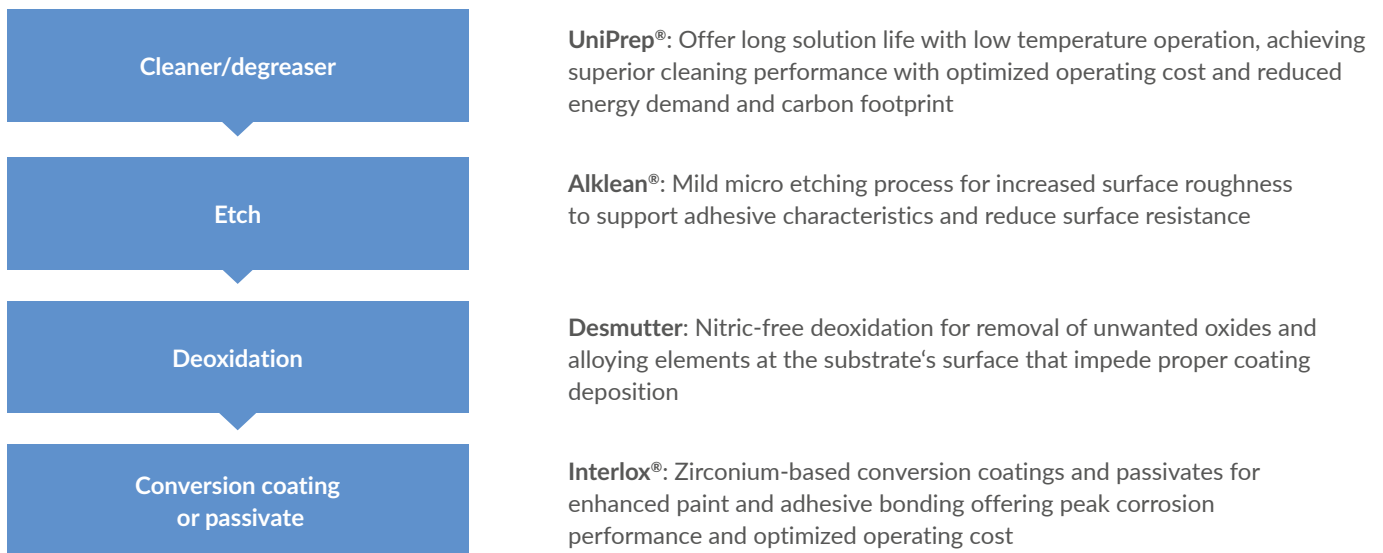 Cleaner/degreaser
UniPrep®: Offer long solution life with low temperature operation, achieving
superior cleaning performance with optimized operating cost and reduced
energy demand and carbon footprint
Etch
Alklean®: Mild micro etching process for increased surface roughness
to support adhesive characteristics and reduce surface resistance
Deoxidation
Desmutter: Nitric-free deoxidation for removal of unwanted oxides and
alloying elements at the substrate‘s surface that impede proper coating
deposition
Conversion coating
or passivate
Interlox®: Zirconium-based conversion coatings and passivates for
enhanced paint and adhesive bonding offering peak corrosion
performance and optimized operating cost